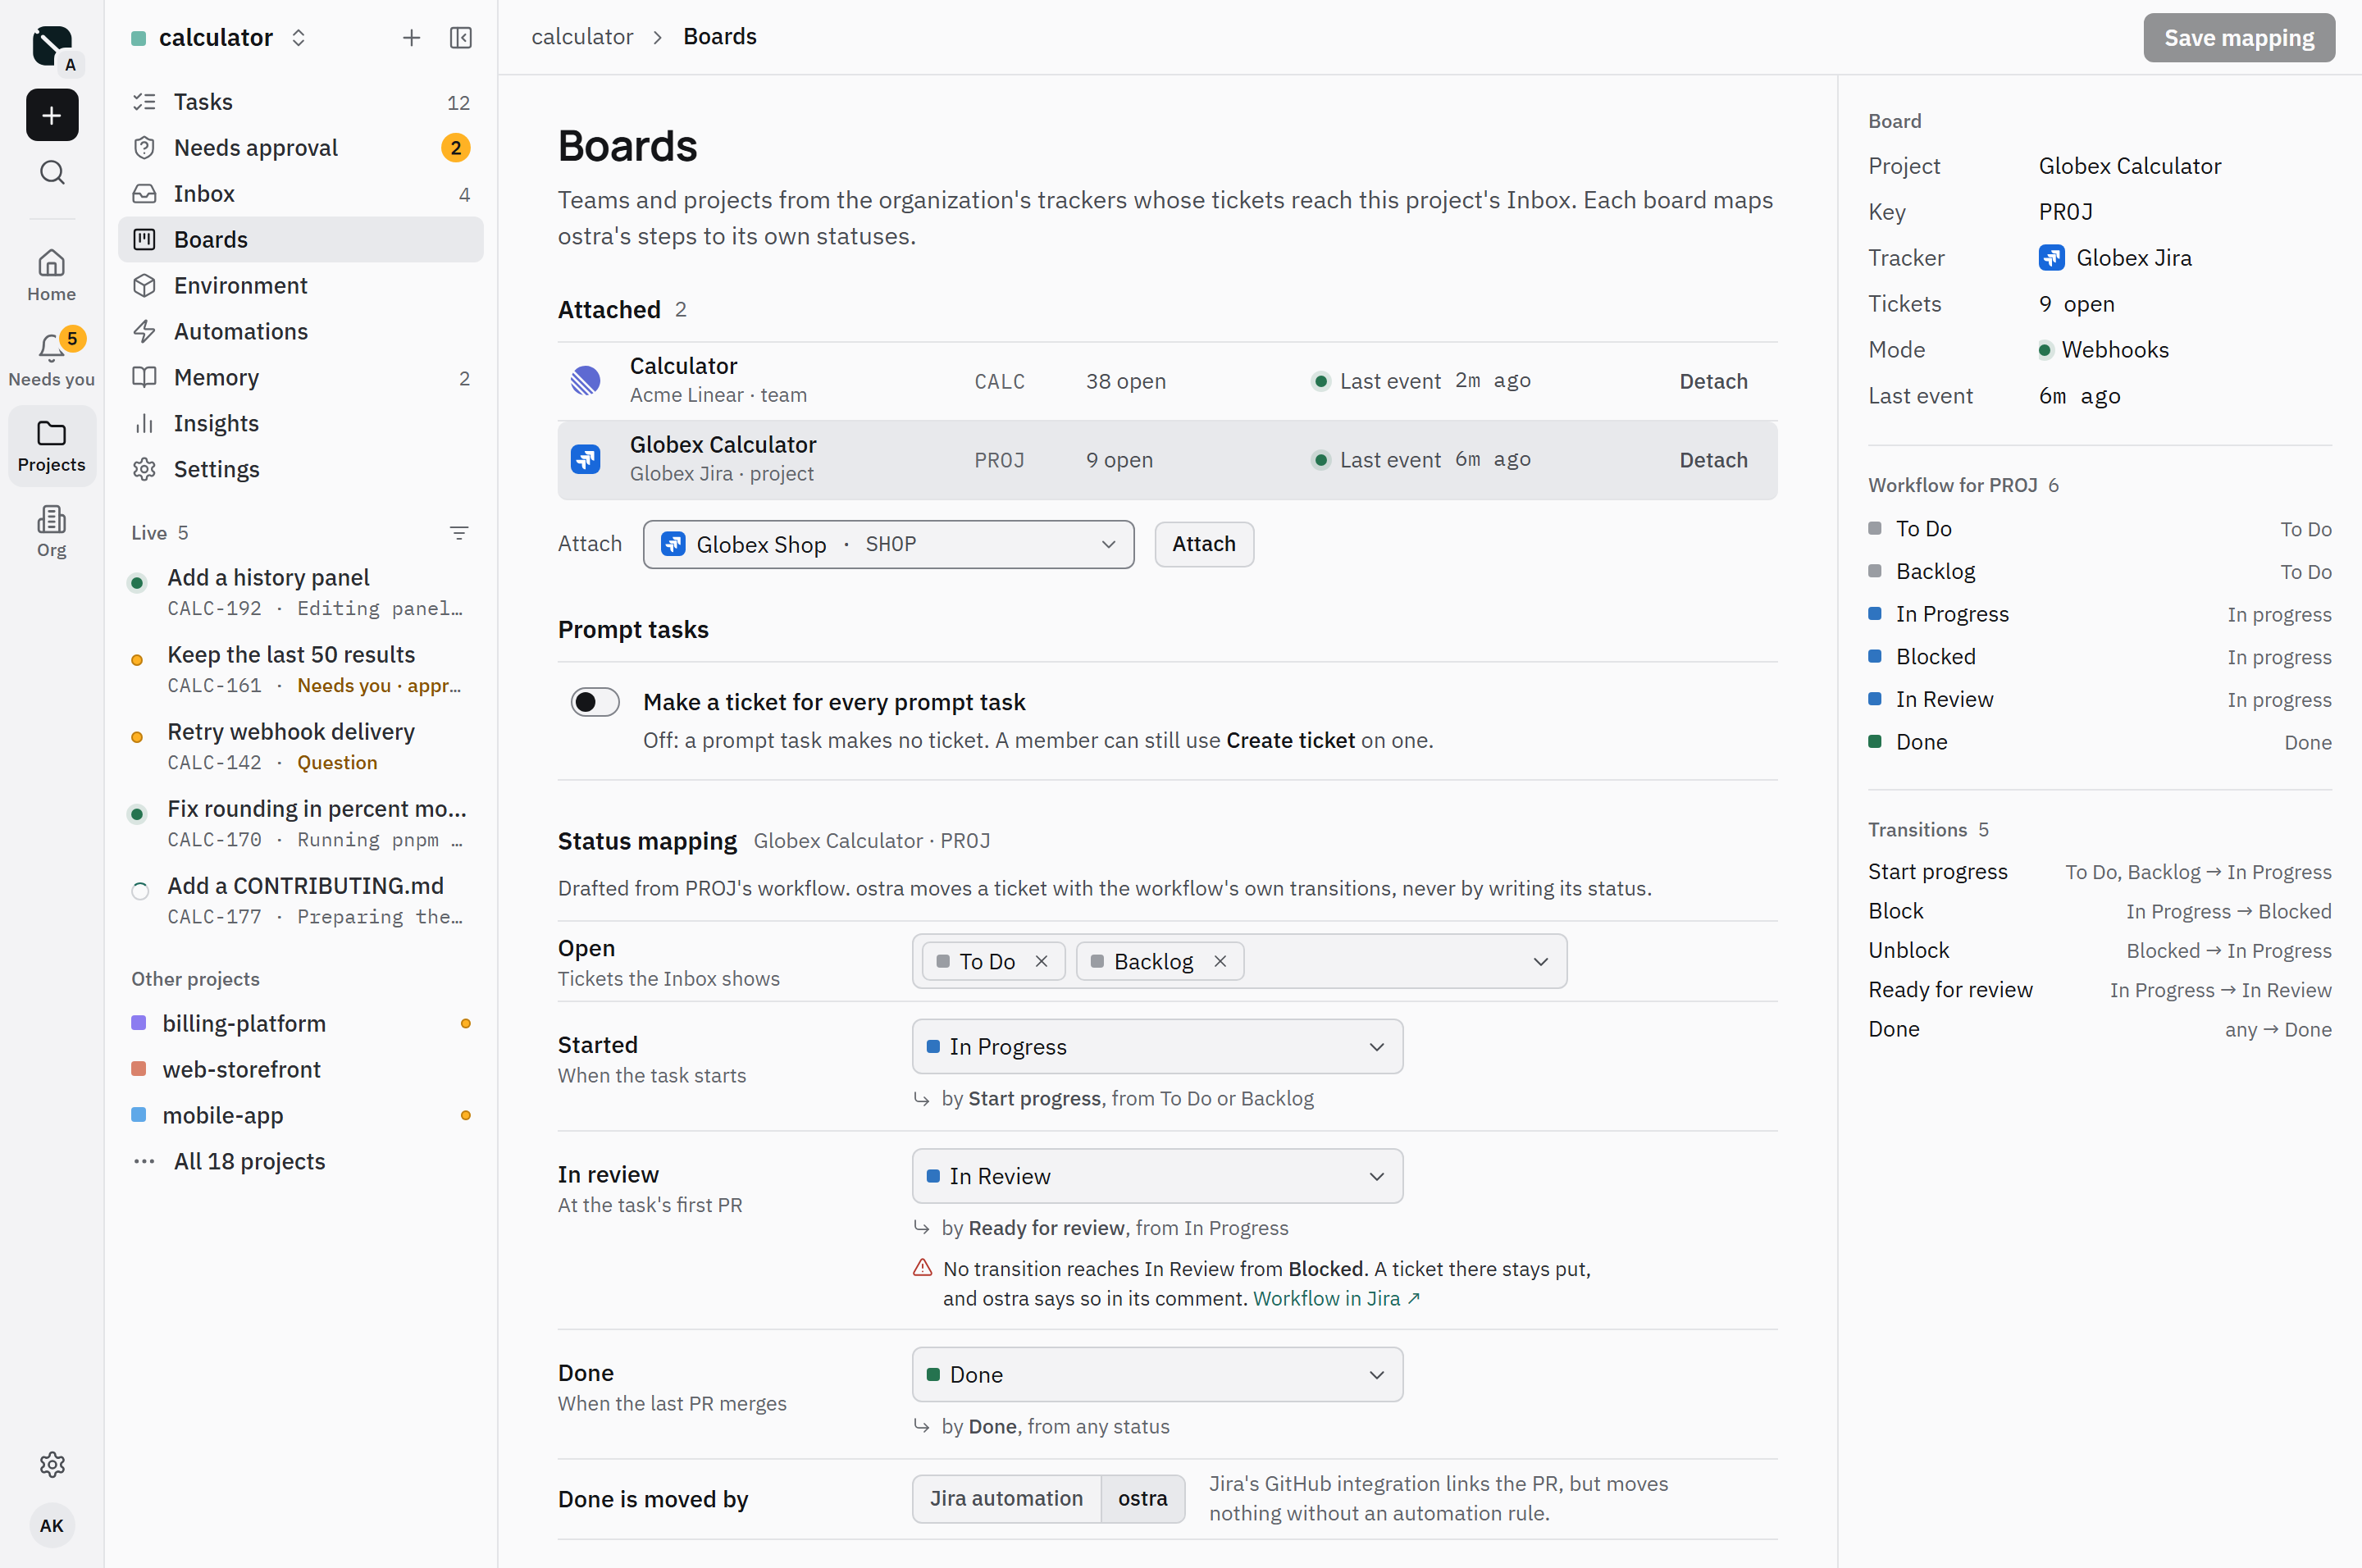 A
Home
5
Needs you
Projects
Org
AK
calculator
Tasks 12
Needs approval 2
Inbox 4
Boards
Environment
Automations
Memory 2
Insights
Settings
Live 5
Add a history panel
CALC-192 · Editing panel…
Keep the last 50 results
CALC-161 · Needs you · appr…
Retry webhook delivery
CALC-142 · Question
Fix rounding in percent mo…
CALC-170 · Running pnpm …
Add a CONTRIBUTING.md
CALC-177 · Preparing the…
Other projects
billing-platform
web-storefront
mobile-app
All 18 projects
calculator > Boards
Save mapping
Boards
Teams and projects from the organization's trackers whose tickets reach this project's Inbox. Each board maps
ostra's steps to its own statuses.
Attached 2
Calculator
Acme Linear · team
CALC 38 open Last event 2m ago Detach
Globex Calculator
Globex Jira · project
PROJ 9 open Last event 6m ago Detach
Attach Globex Shop · SHOP Attach
Prompt tasks
Make a ticket for every prompt task
Off: a prompt task makes no ticket. A member can still use Create ticket on one.
Status mapping Globex Calculator · PROJ
Drafted from PROJ's workflow. ostra moves a ticket with the workflow's own transitions, never by writing its status.
Open
Tickets the Inbox shows
To Do × Backlog ×
Started
When the task starts
In Progress
by Start progress, from To Do or Backlog
In review
At the task's first PR
In Review
by Ready for review, from In Progress
No transition reaches In Review from Blocked. A ticket there stays put,
and ostra says so in its comment. Workflow in Jira ↗
Done
When the last PR merges
Done
by Done, from any status
Done is moved by
Jira automation ostra
Jira's GitHub integration links the PR, but moves
nothing without an automation rule.
Board
Project Globex Calculator
Key PROJ
Tracker Globex Jira
Tickets 9 open
Mode Webhooks
Last event 6m ago
Workflow for PROJ 6
To Do To Do
Backlog To Do
In Progress In progress
Blocked In progress
In Review In progress
Done Done
Transitions 5
Start progress To Do, Backlog → In Progress
Block In Progress → Blocked
Unblock Blocked → In Progress
Ready for review In Progress → In Review
Done any → Done